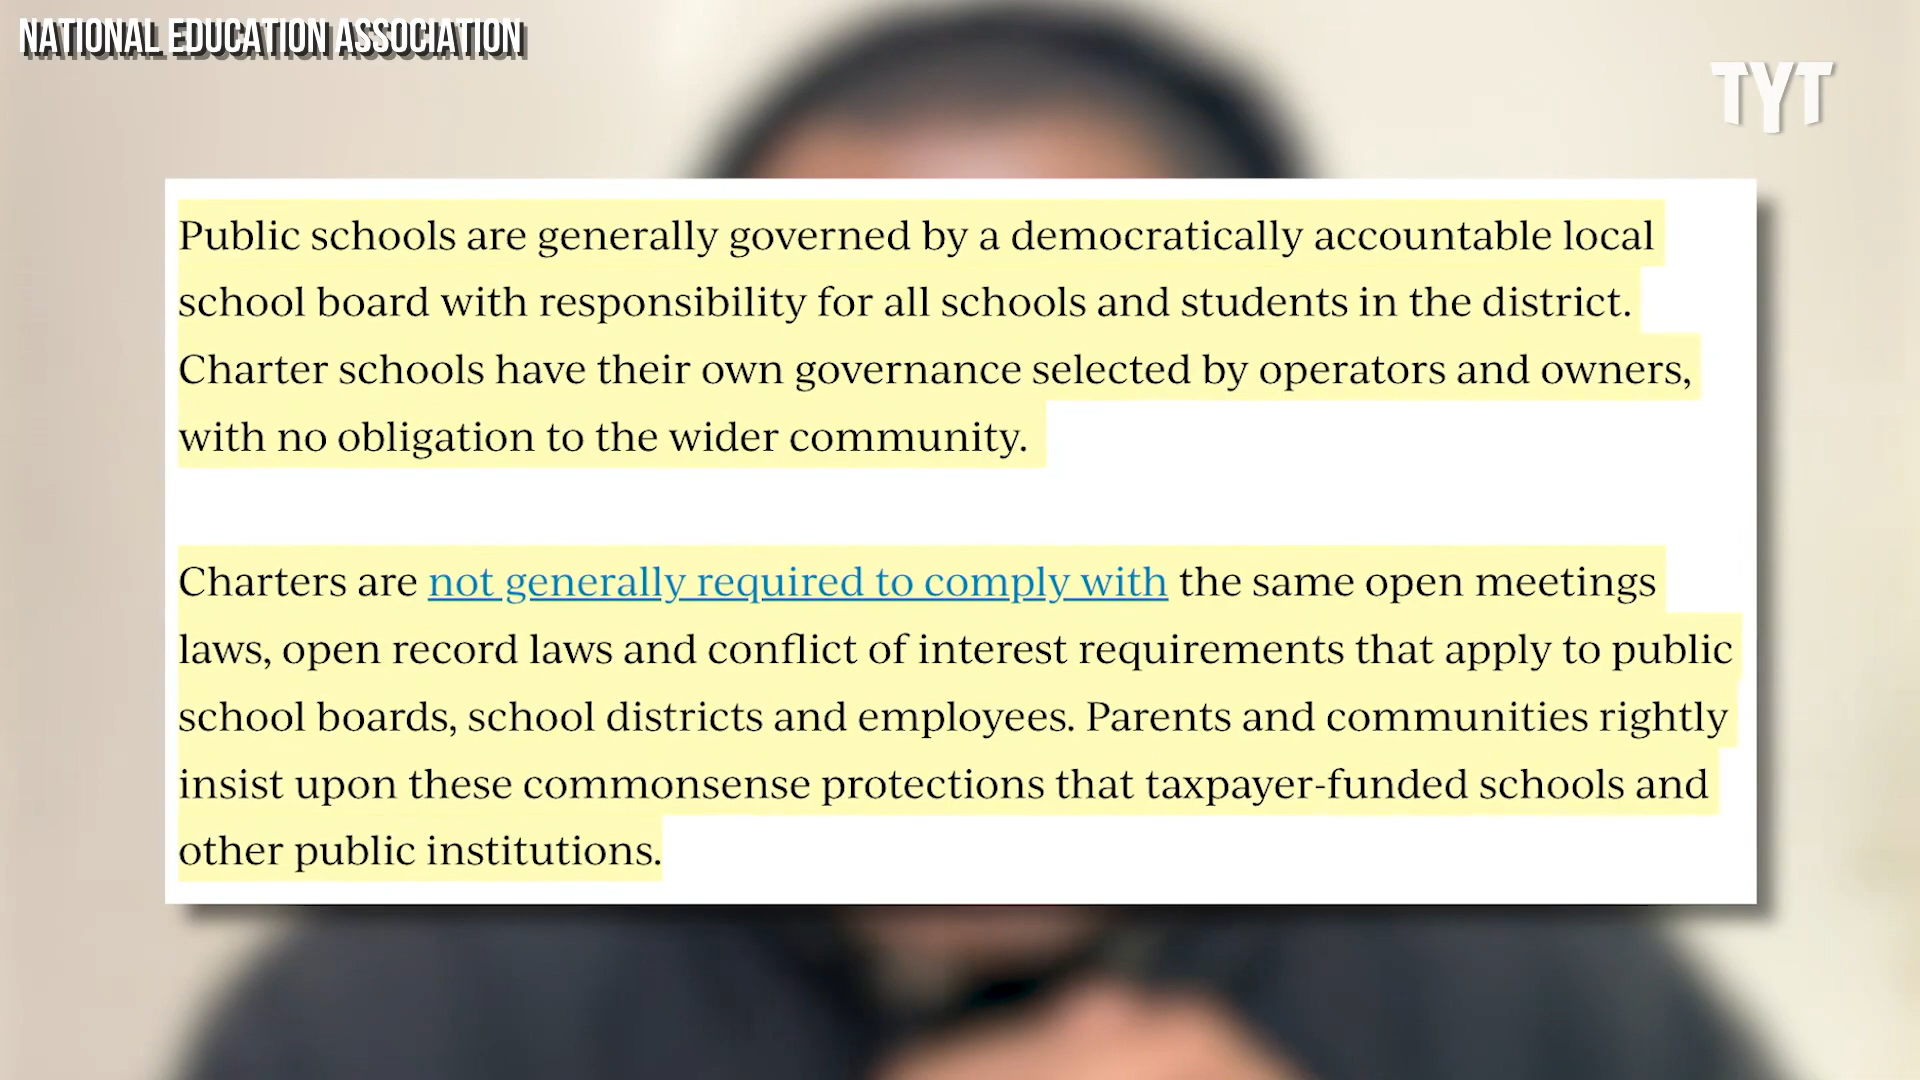 NATIONAL EDUCATION ASSOCIATION
TYT
Public schools are generally governed by a democratically accountable local
school board with responsibility for all schools and students in the district.
Charter schools have their own governance selected by operators and owners,
with no obligation to the wider community.
Charters are not generally required to comply with the same open meetings
laws, open record laws and conflict of interest requirements that apply to public
school boards, school districts and employees. Parents and communities rightly
insist upon these commonsense protections that taxpayer-funded schools and
other public institutions.